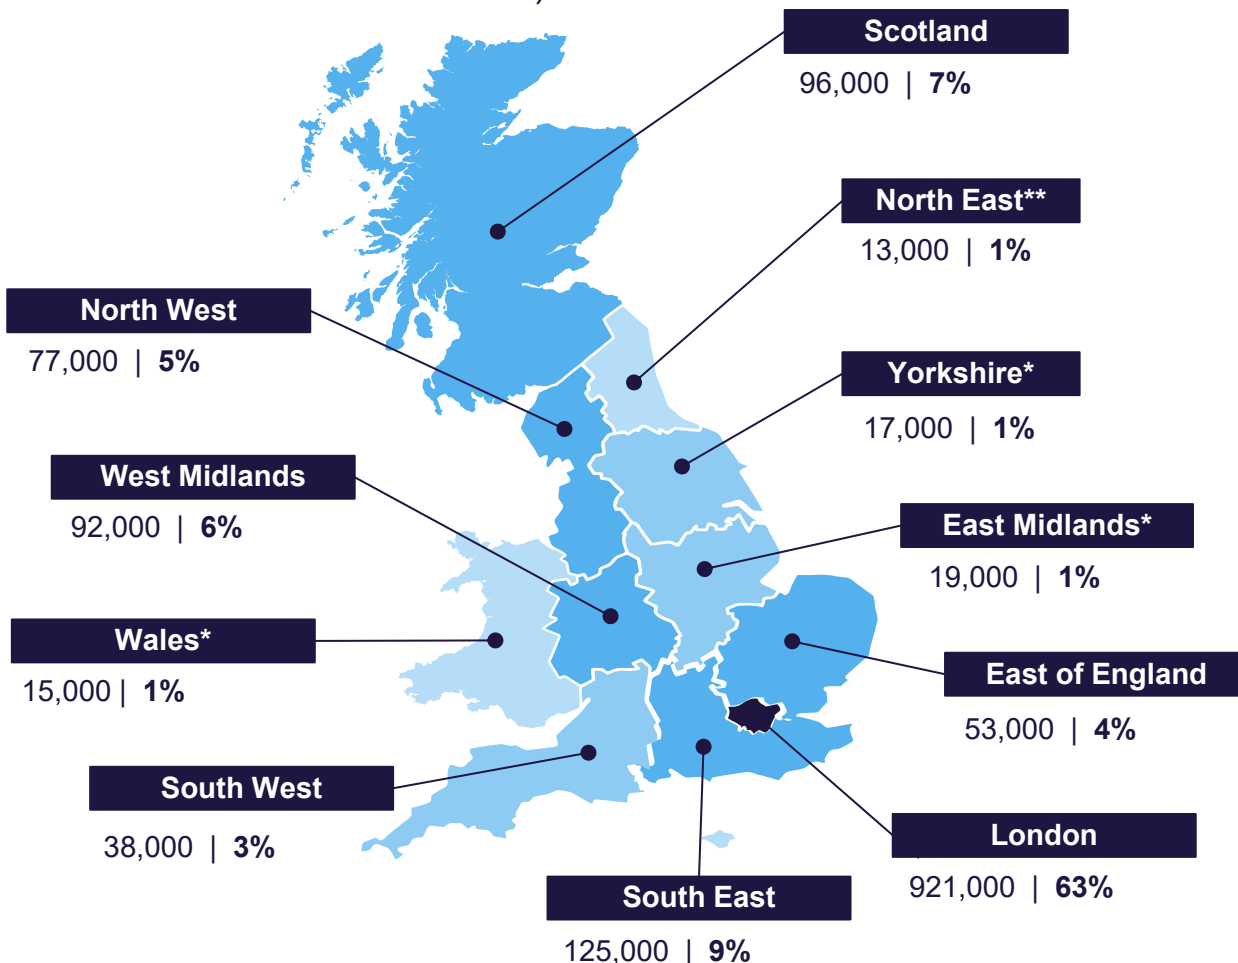 Scotland
96,000 | 7%
North East**
13,000 | 1%
North West
77,000 | 5%
Yorkshire*
17,000 | 1%
West Midlands
92,000 | 6%
East Midlands*
19,000 | 1%
Wales*
15,000 | 1%
East of England
53,000 | 4%
South West
38,000 | 3%
London
921,000 | 63%
South East
125,000 | 9%